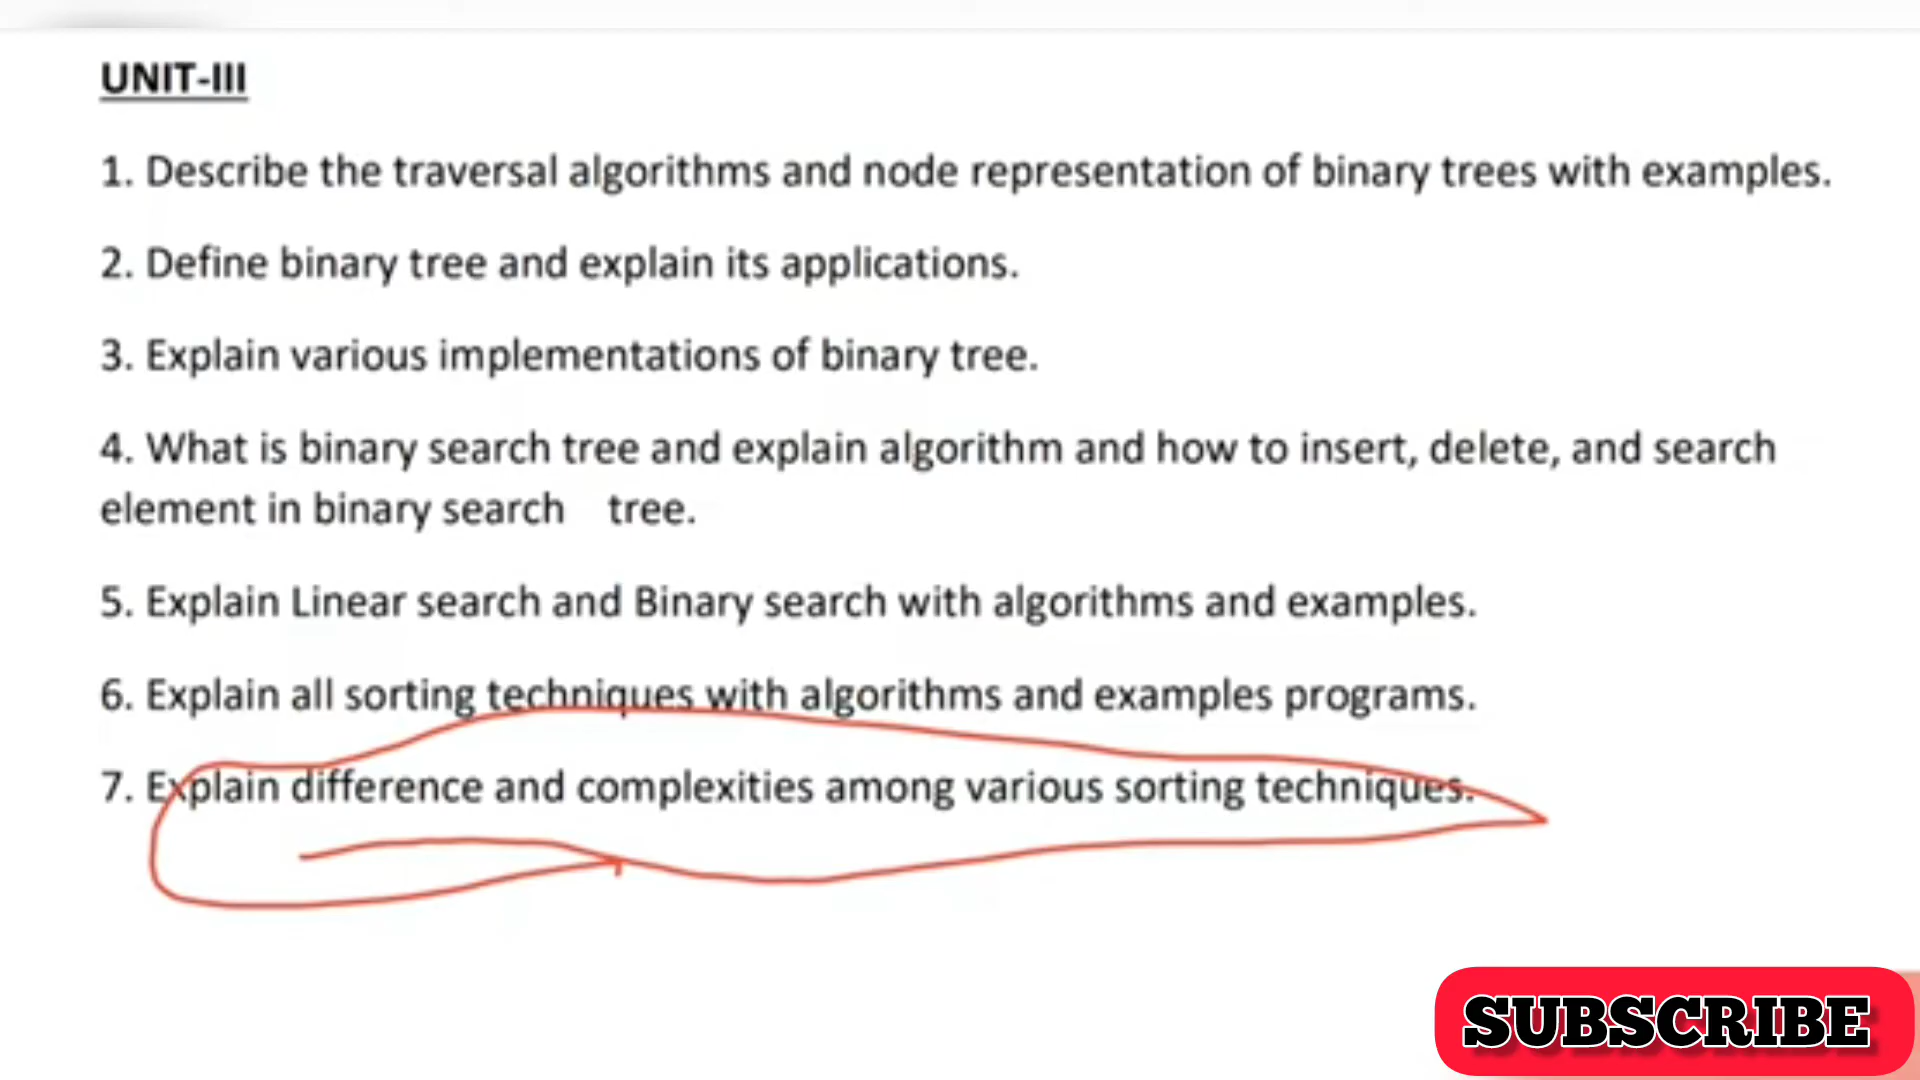 UNIT-III
1. Describe the traversal algorithms and node representation of binary trees with examples.
2. Define binary tree and explain its applications.
3. Explain various implementations of binary tree.
4. What is binary search tree and explain algorithm and how to insert, delete, and search
element in binary search tree.
5. Explain Linear search and Binary search with algorithms and examples.
6. Explain all sorting techniques with algorithms and examples programs.
7. Explain difference and complexities among various sorting techniques.
SUBSCRIBE